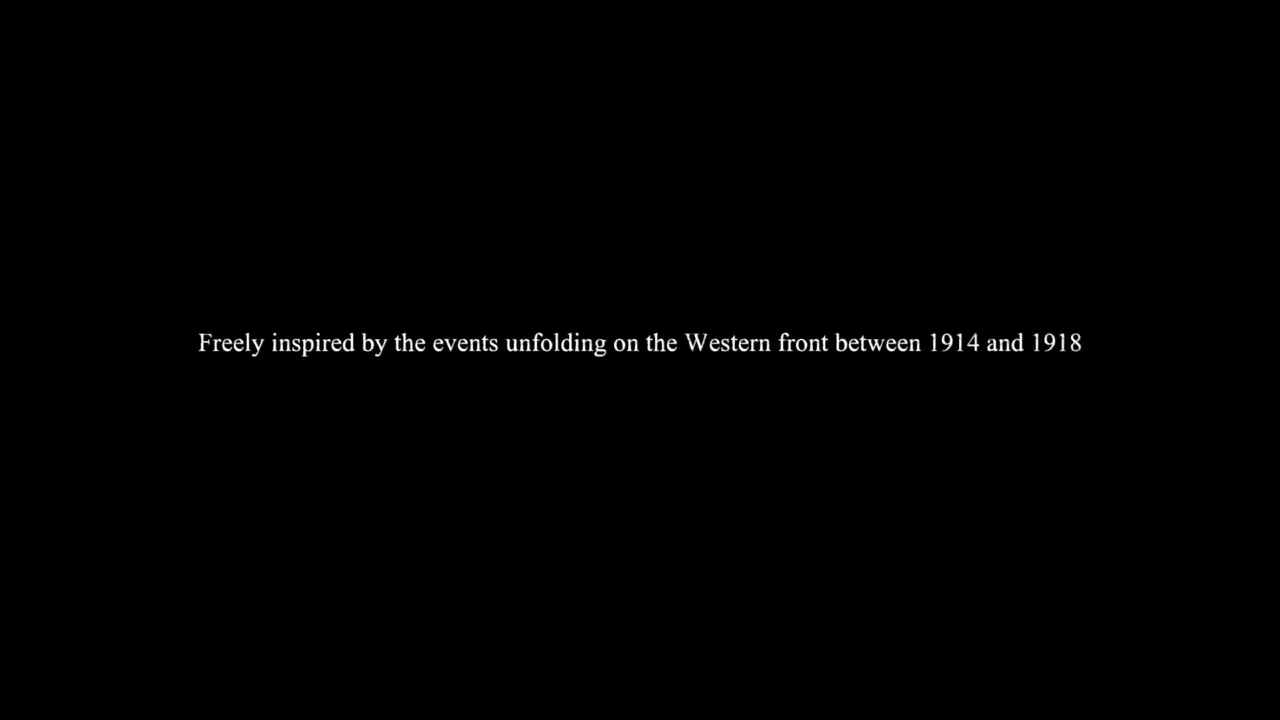 Freely inspired by the events unfolding on the Western front between 1914 and 1918